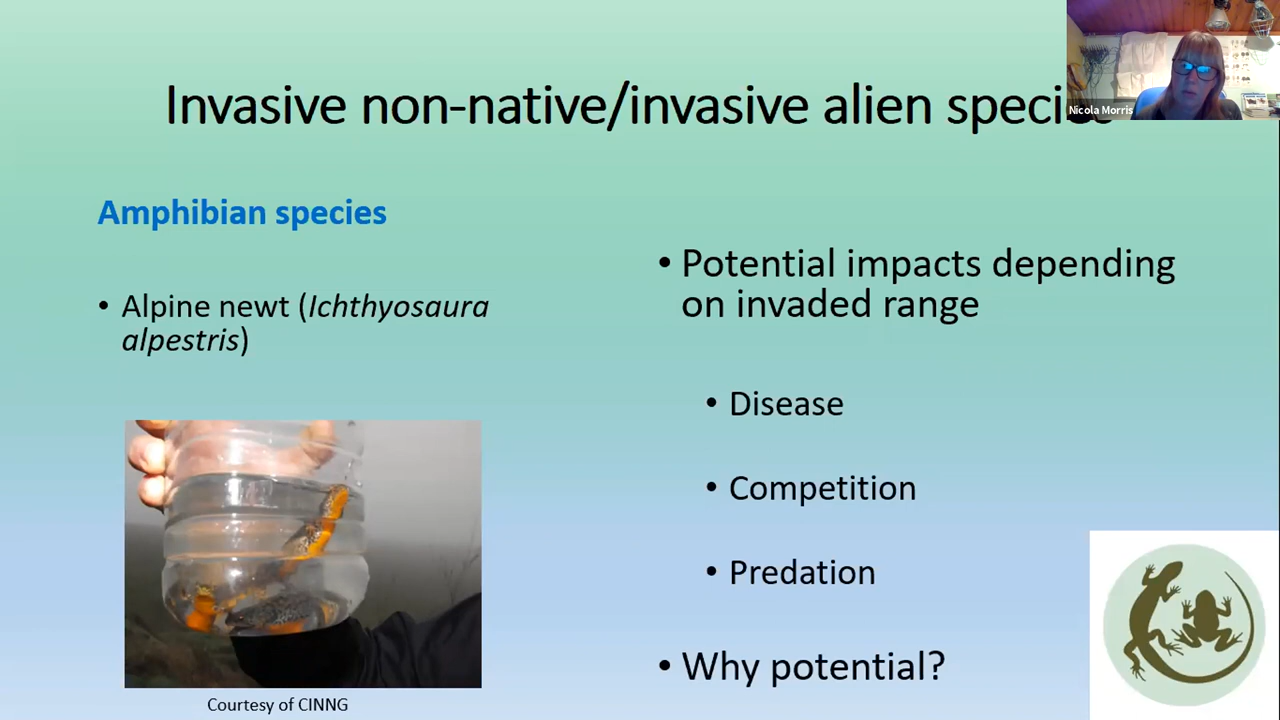 Invasive non-native/invasive alien
Nicola Morris
Amphibian species
• Alpine newt (Ichthyosaura
alpestris)
Courtesy of CINNG
• Potential impacts depending
on invaded range
• Disease
• Competition
• Predation
• Why potential?